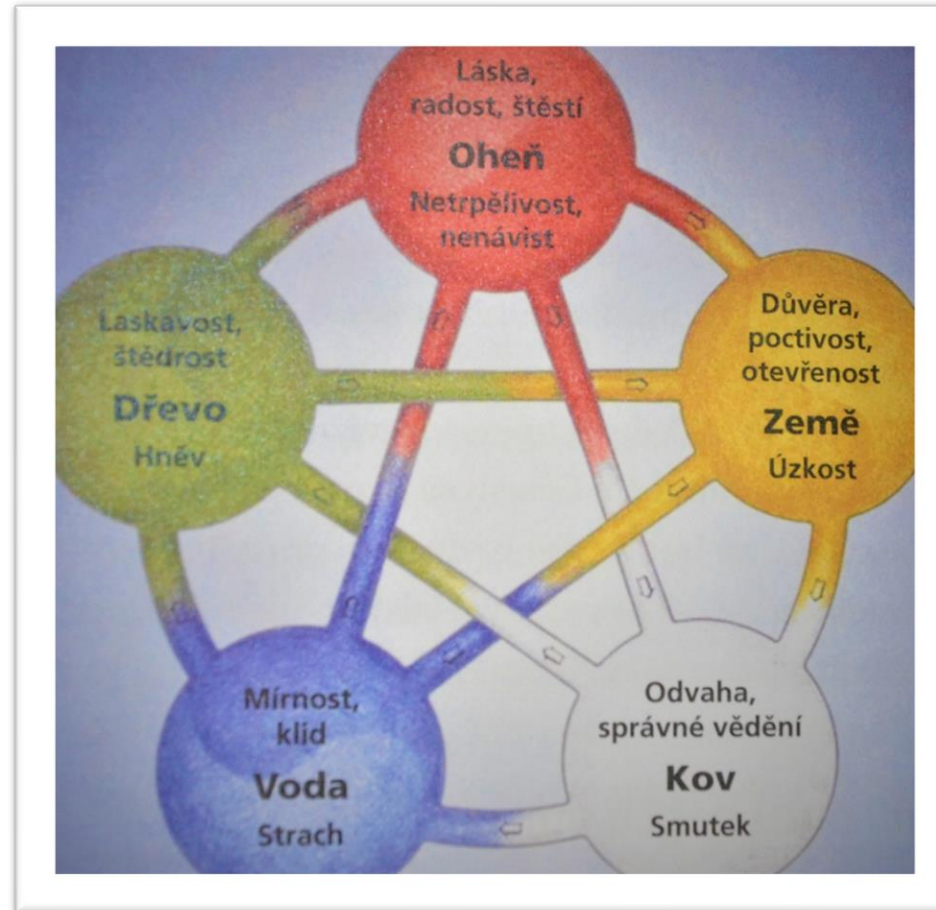 Láska,
radost, štěstí
Oheň
Netrpělivost,
nenávist
Laskavost,
štědrost
Dřevo
Hněv
Důvěra,
poctivost,
otevřenost
Země
Úzkost
Mírnost,
klid
Voda
Strach
Odvaha,
správné vědění
Kov
Smutek